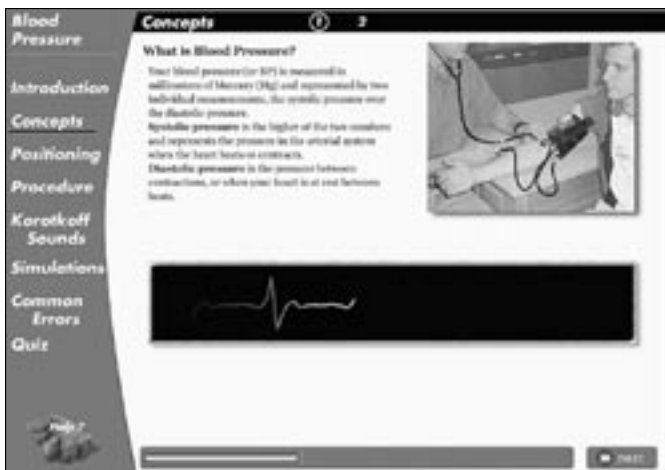 Blood
Pressure
Concepts
1 2
Introduction
Concepts
Positioning
Procedure
Korotkoff
Sounds
Simulations
Common
Errors
Quiz
Help?
What is Blood Pressure?
Your blood pressure (or BP) is measured in
millimeters of Mercury (Hg) and represented by two
individual measurements, the systolic pressure over
the diastolic pressure.
Systolic pressure is the higher of the two numbers
and represents the pressure in the arterial system
when the heart beats or contracts.
Diastolic pressure is the pressure between
contractions, or when your heart is at rest between
beats.
NEXT